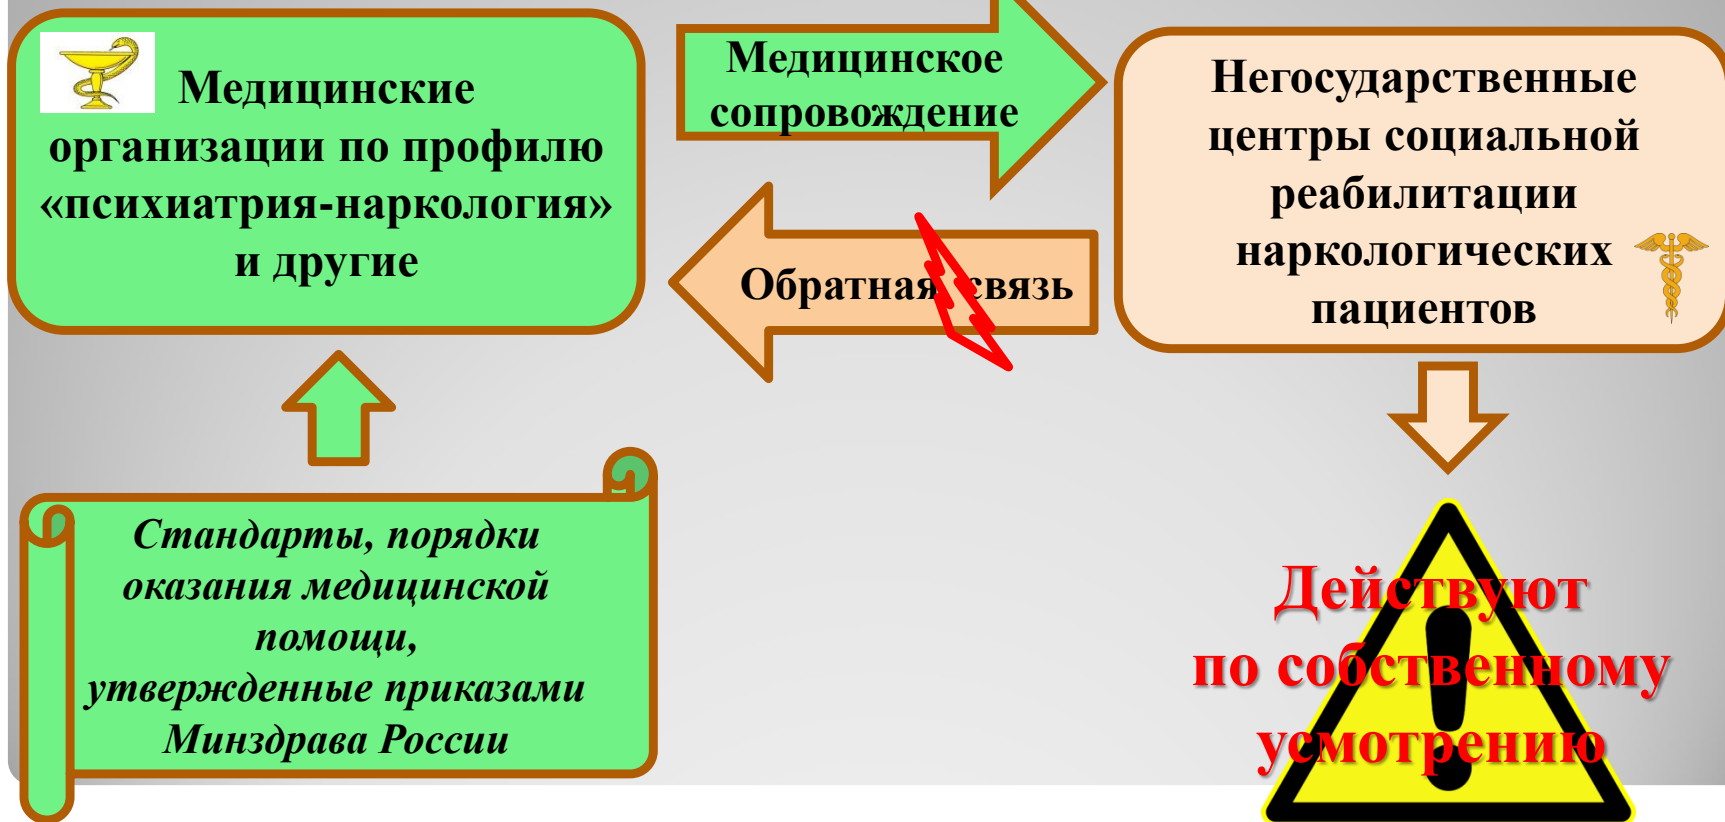 Медицинские
организации по профилю
«психиатрия-наркология»
и другие
Медицинское
сопровождение
Обратная связь
Негосударственные
центры социальной
реабилитации
наркологических
пациентов
Стандарты, порядки
оказания медицинской
помощи,
утвержденные приказами
Минздрава России
Действуют
по собственному
усмотрению